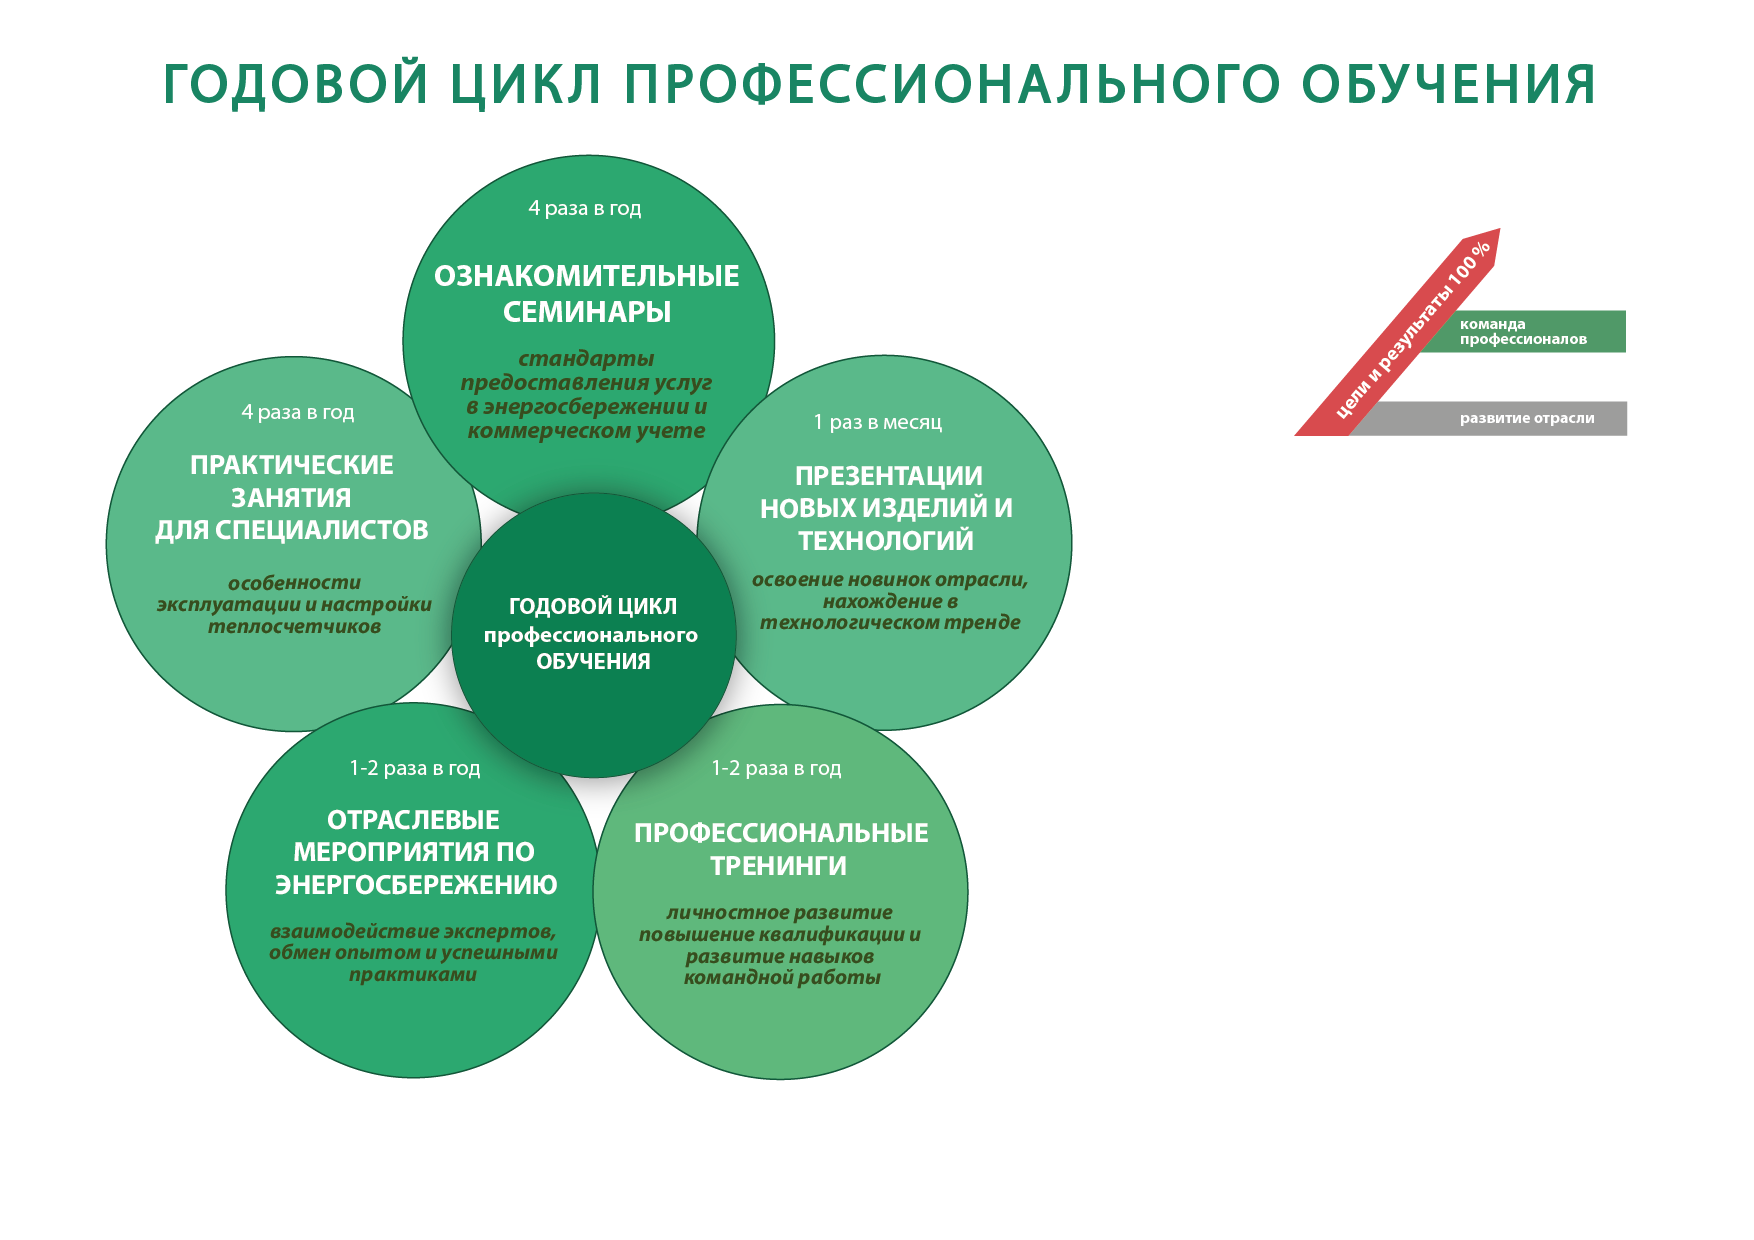 ГОДОВОЙ ЦИКЛ ПРОФЕССИОНАЛЬНОГО ОБУЧЕНИЯ
4 раза в год
ОЗНАКОМИТЕЛЬНЫЕ
СЕМИНАРЫ
стандарты
предоставления услуг
в энергосбережении и
коммерческом учете
4 раза в год
ПРАКТИЧЕСКИЕ
ЗАНЯТИЯ
ДЛЯ СПЕЦИАЛИСТОВ
особенности
эксплуатации и настройки
теплосчетчиков
1 раз в месяц
ПРЕЗЕНТАЦИИ
НОВЫХ ИЗДЕЛИЙ И
ТЕХНОЛОГИЙ
освоение новинок отрасли,
нахождение в
технологическом тренде
ГОДОВОЙ ЦИКЛ
профессионального
ОБУЧЕНИЯ
1-2 раза в год
ОТРАСЛЕВЫЕ
МЕРОПРИЯТИЯ ПО
ЭНЕРГОСБЕРЕЖЕНИЮ
взаимодействие экспертов,
обмен опытом и успешными
практиками
1-2 раза в год
ПРОФЕССИОНАЛЬНЫЕ
ТРЕНИНГИ
личностное развитие
повышение квалификации и
развитие навыков
командной работы
цели и результаты 100 %
команда
профессионалов
развитие отрасли